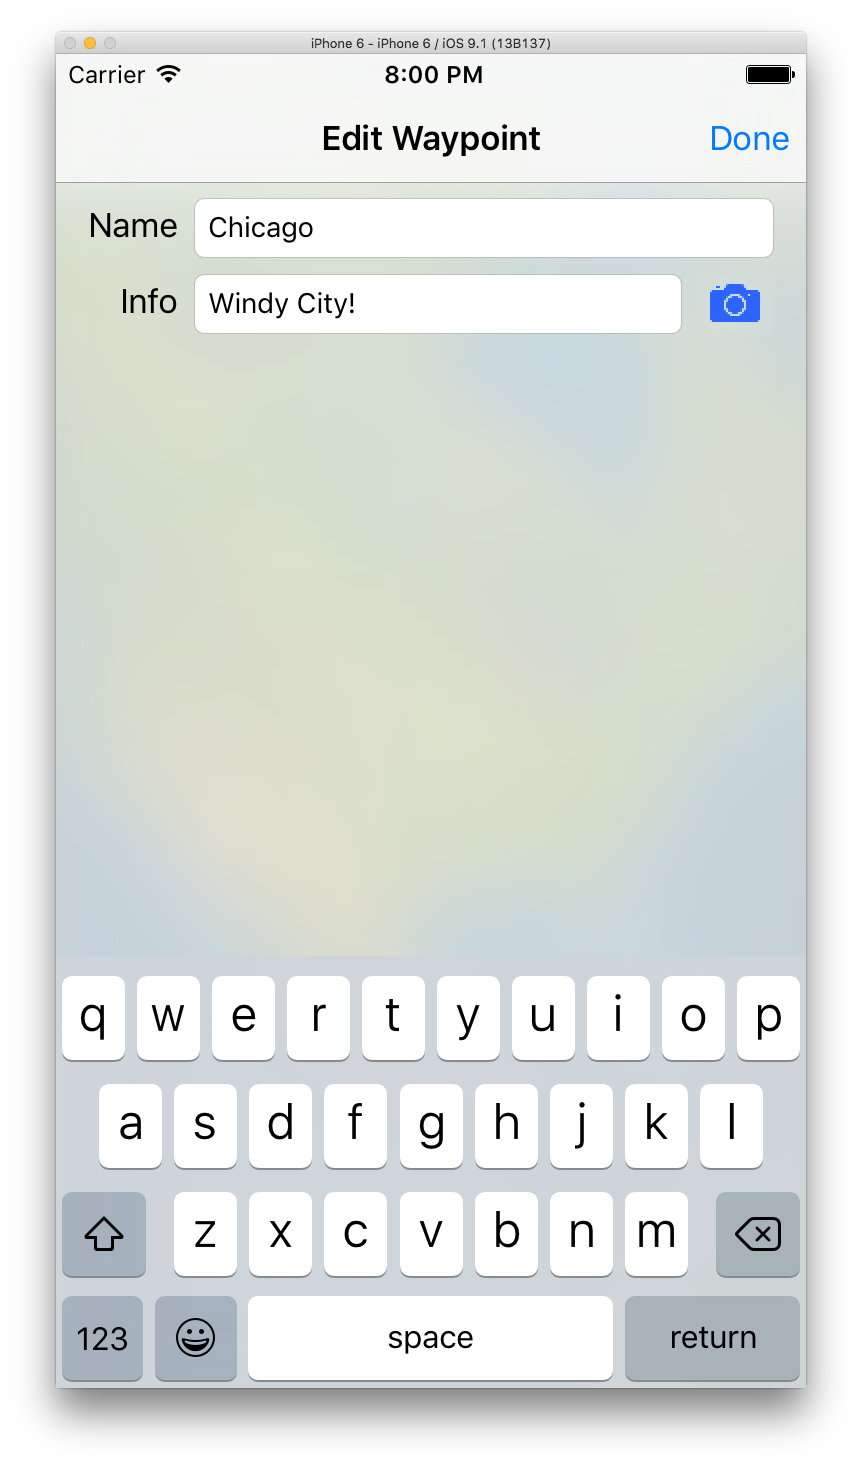 iPhone 6 - iPhone 6 / iOS 9.1 (13B137)
Carrier 8:00 PM
Edit Waypoint Done
Name Chicago
Info Windy City!
q w e r t y u i o p
a s d f g h j k l
z x c v b n m
123 space return